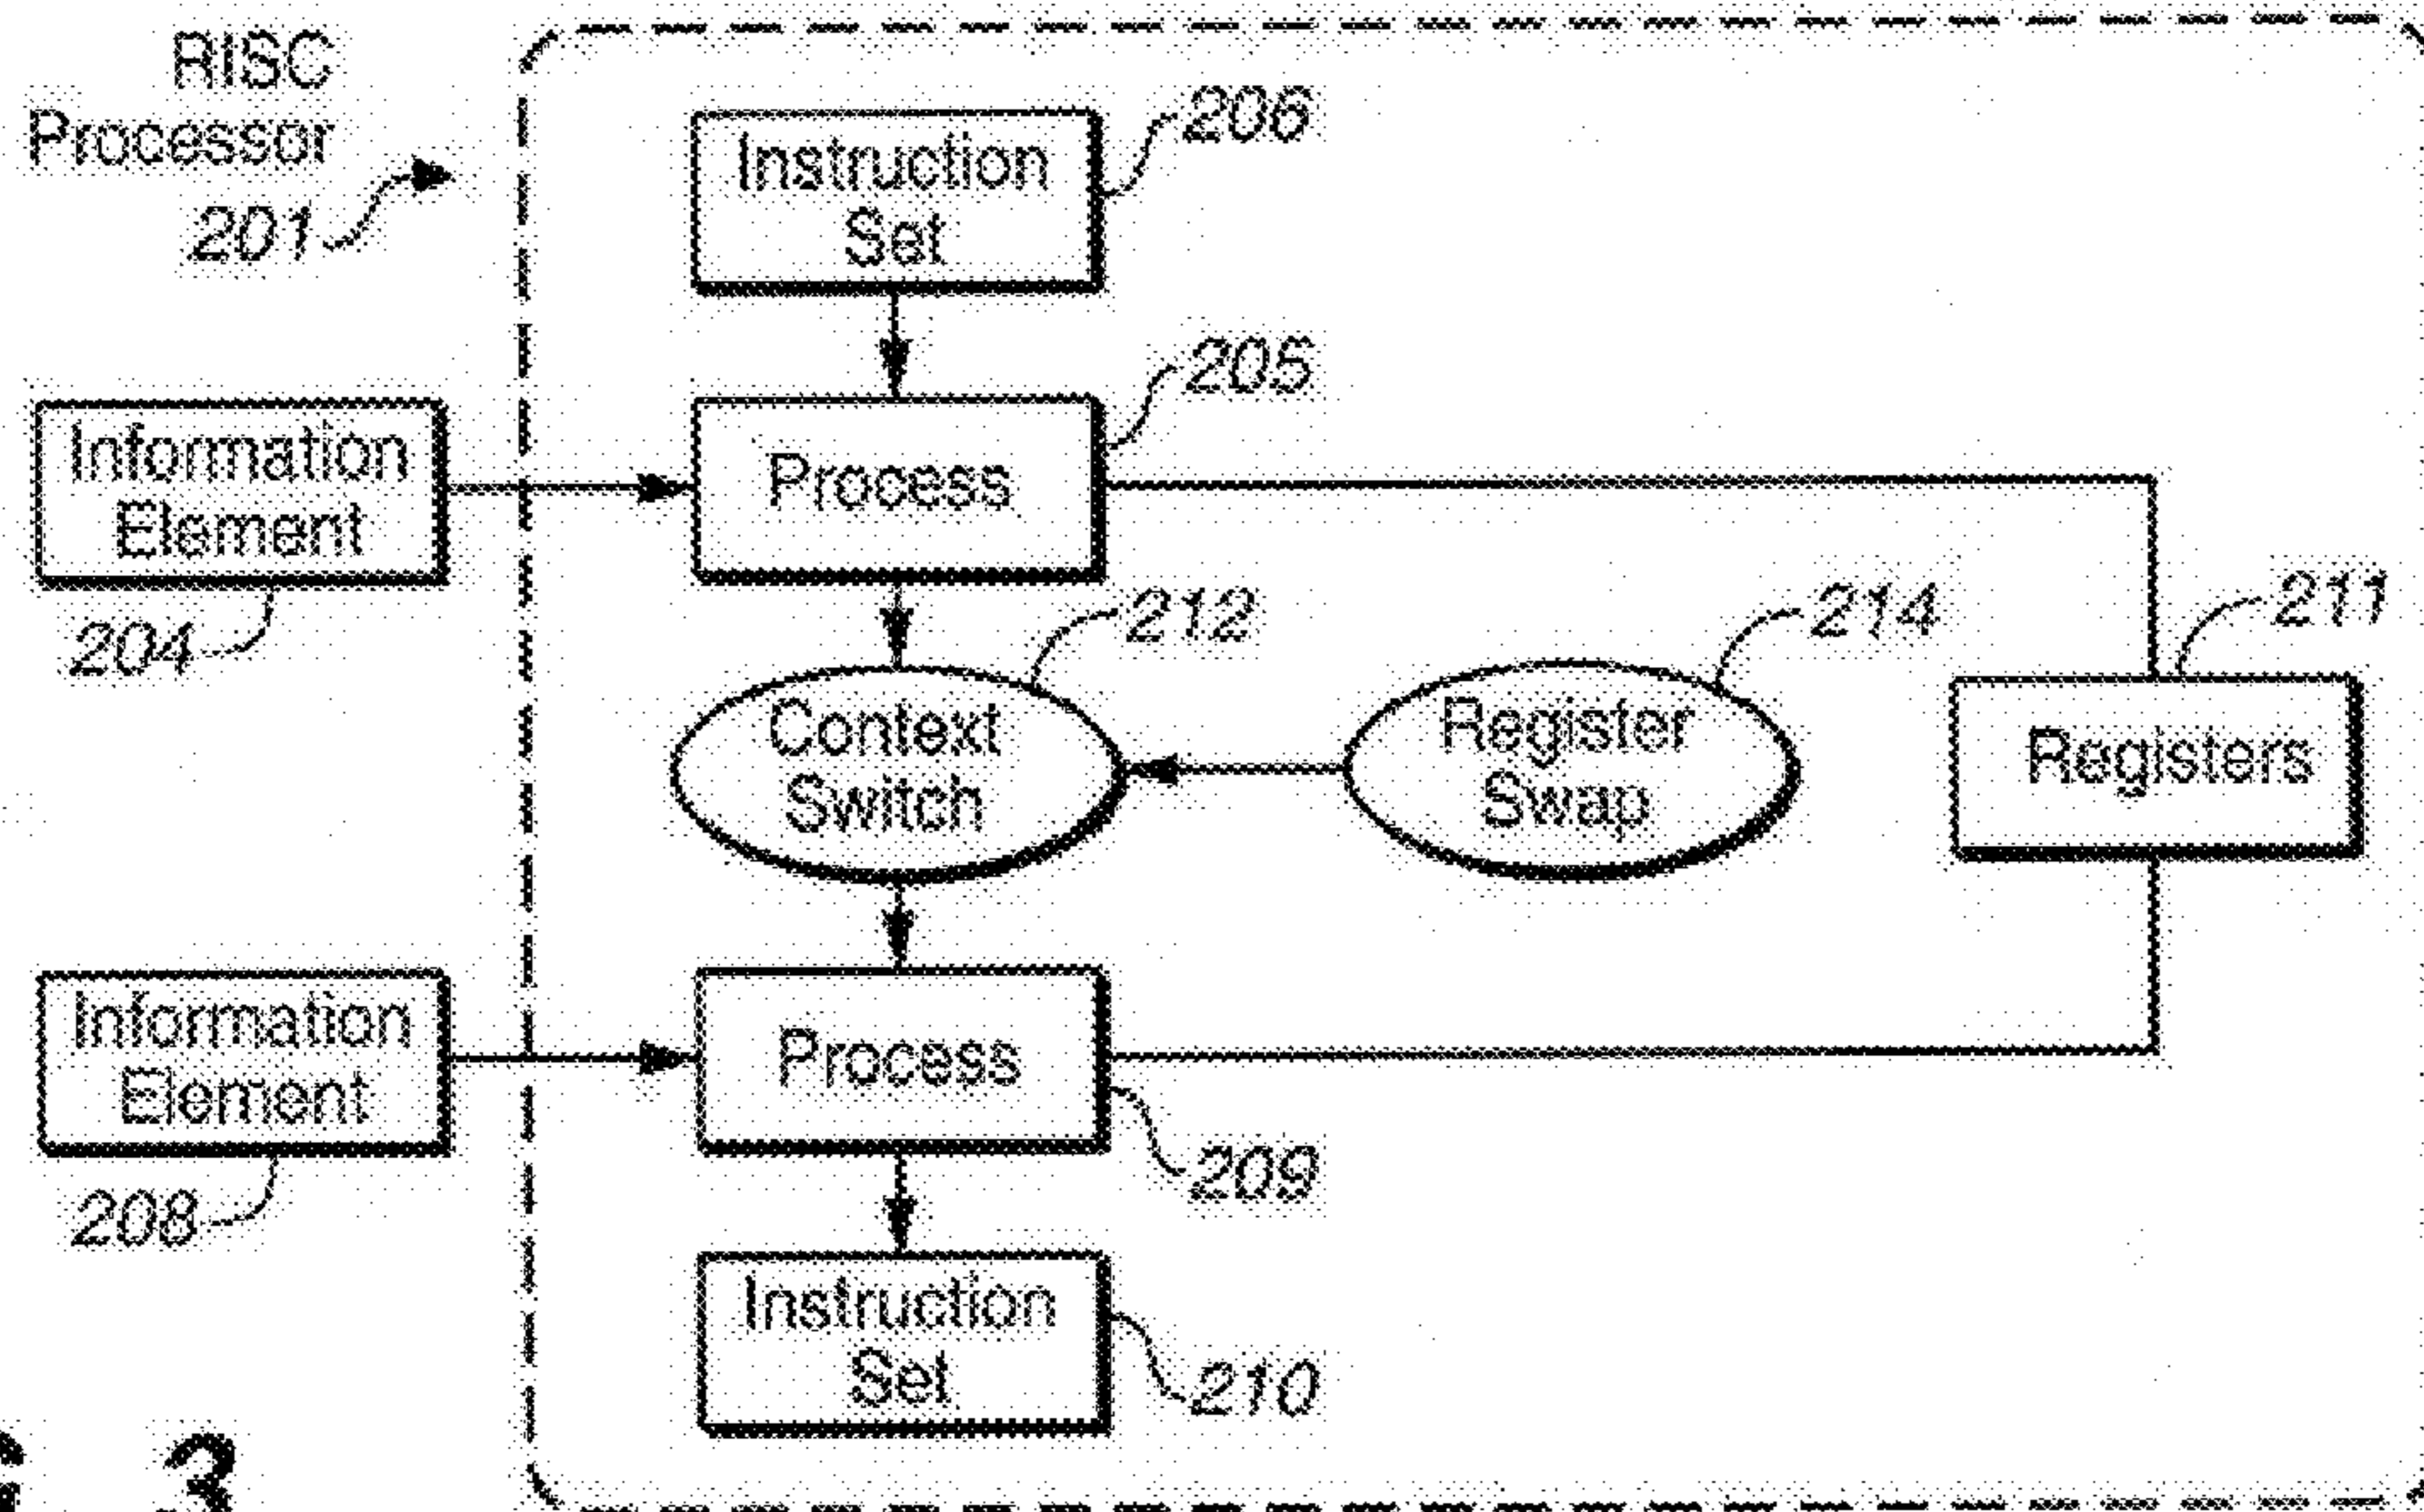 RISC
Processor
201
Instruction
Set
206
205
Information
Element
204
Process
212
214
211
Context
Switch
Register
Swap
Registers
Information
Element
208
Process
209
Instruction
Set
210
3